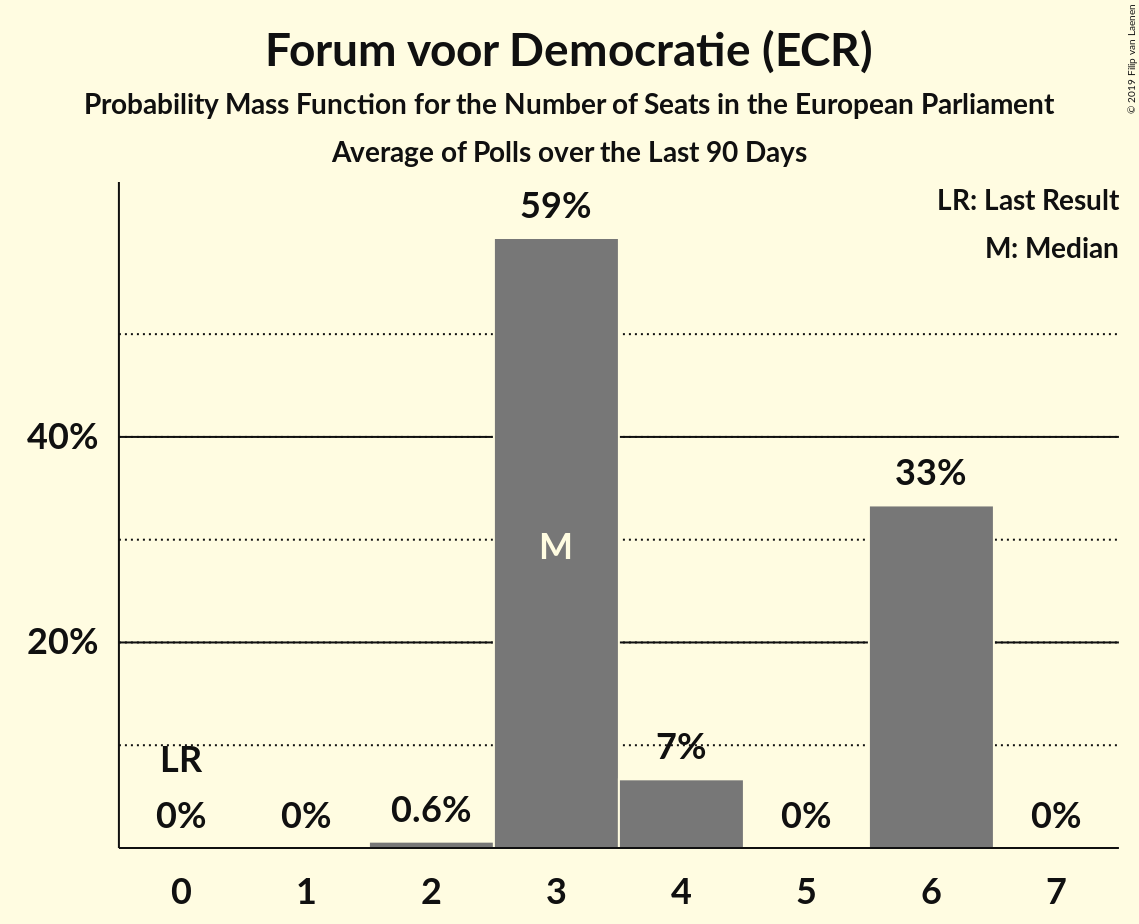 Forum voor Democratie (ECR)
Probability Mass Function for the Number of Seats in the European Parliament
Average of Polls over the Last 90 Days
© 2019 Filip van Laenen
LR: Last Result
M: Median
59%
40%
33%
M
20%
LR
7%
0%
0%
0.6%
0%
0%
0 1 2 3 4 5 6 7